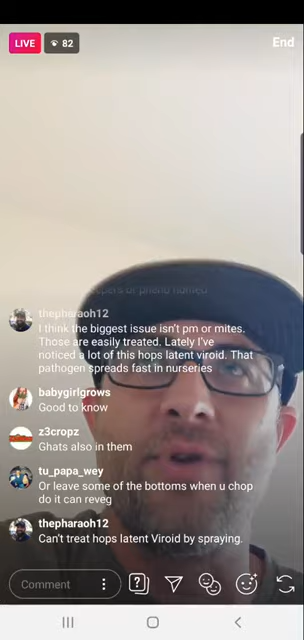 LIVE
82
End
thepharaoh12
I think the biggest issue isn't pm or mites.
Those are easily treated. Lately I've
noticed a lot of this hops latent viroid. That
pathogen spreads fast in nurseries
babygirlgrows
Good to know
z3cropz
Ghats also in them
tu_papa_wey
Or leave some of the bottoms when u chop
do it can reveg
thepharaoh12
Can't treat hops latent Viroid by spraying.
Comment